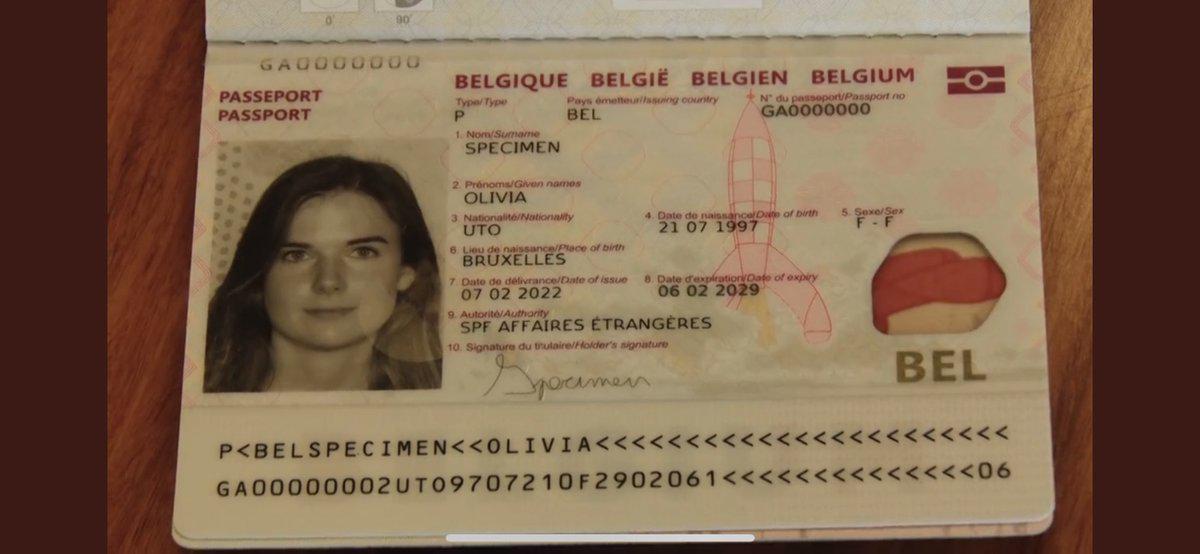 0° 90°
GA0000000
BELGIQUE BELGIË BELGIEN BELGIUM
PASSEPORT
PASSPORT
Type/Type Pays émetteur/Issuing country N° du passeport/Passport no
P BEL GA0000000
1. Nom/Surname
SPECIMEN
2. Prénoms/Given names
OLIVIA
3. Nationalité/Nationality 4. Date de naissance/Date of birth 5. Sexe/Sex
UTO 21 07 1997 F - F
6. Lieu de naissance/Place of birth
BRUXELLES
7. Date de délivrance/Date of issue 8. Date d'expiration/Date of expiry
07 02 2022 06 02 2029
9. Autorité/Authority
SPF AFFAIRES ÉTRANGÈRES
10. Signature du titulaire/Holder's signature
Specimen
BEL
P<BELSPECIMEN<<OLIVIA<<<<<<<<<<<<<<<<<<<<<<<
GA00000002UTO9707210F2902061<<<<<<<<<<<<<<06